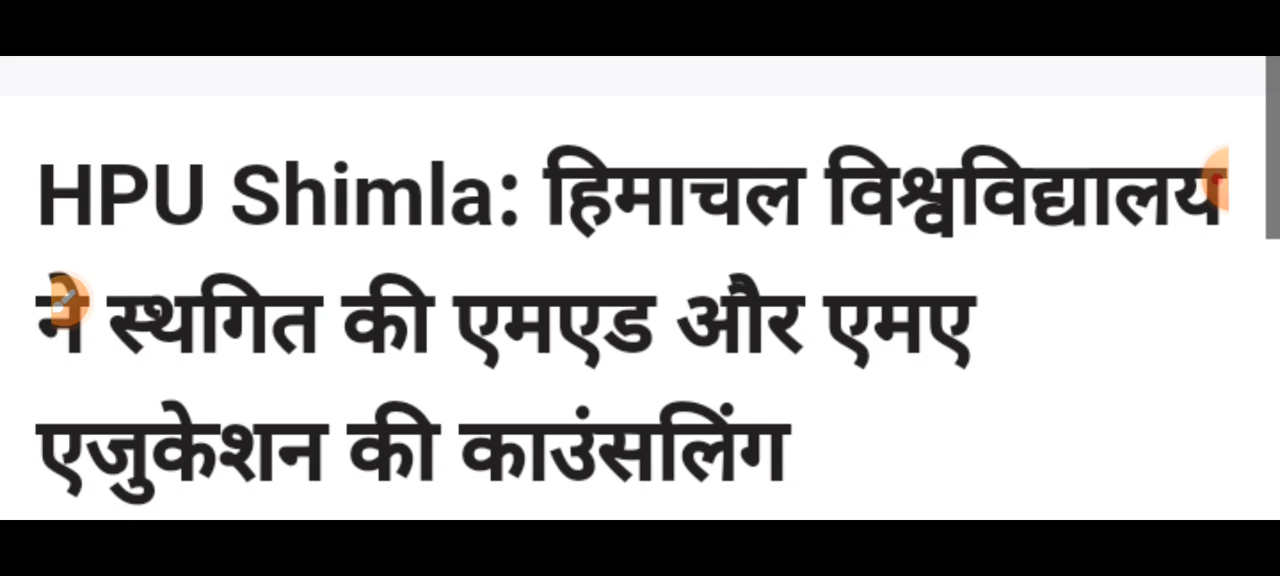 HPU Shimla: हिमाचल विश्वविद्यालय
ने स्थगित की एमएड और एमए
एजुकेशन की काउंसलिंग